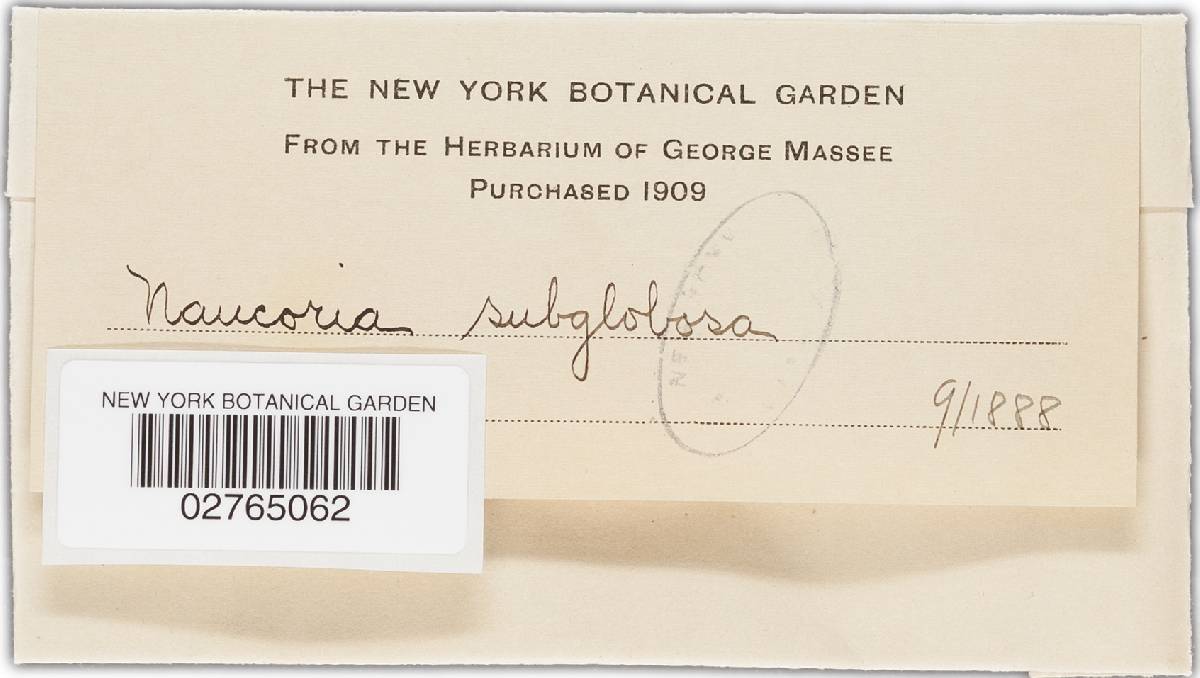 THE NEW YORK BOTANICAL GARDEN
FROM THE HERBARIUM OF GEORGE MASSEE
PURCHASED 1909
Naucoria subglobosa
9/1888
NEW YORK BOTANICAL GARDEN
02765062